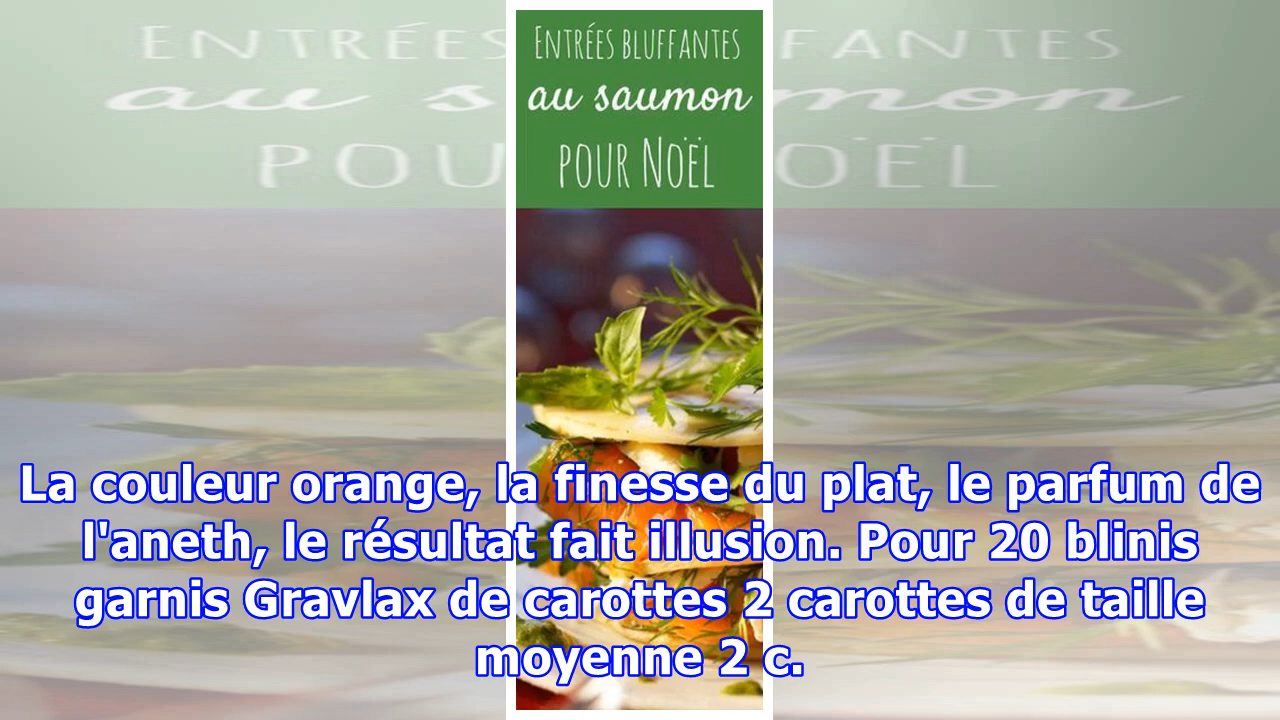 ENTRÉES BLUFFANTES
au saumon
POUR NOËL
La couleur orange, la finesse du plat, le parfum de
l'aneth, le résultat fait illusion. Pour 20 blinis
garnis Gravlax de carottes 2 carottes de taille
moyenne 2 c.